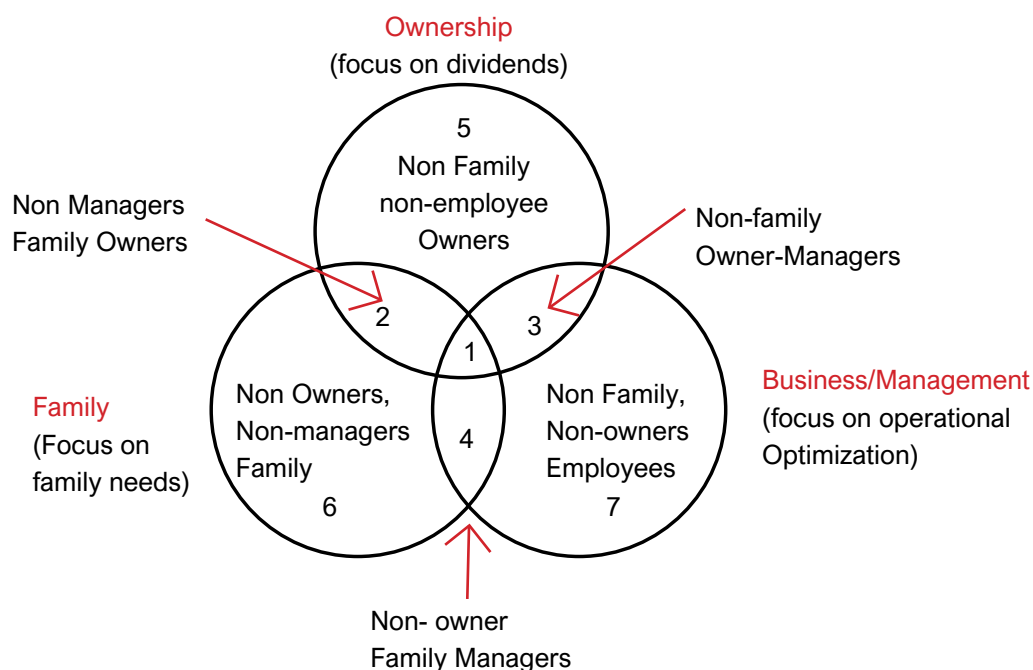 Ownership
(focus on dividends)
5
Non Family
non-employee
Owners
Non Managers
Family Owners
Non-family
Owner-Managers
2
3
1
Family
(Focus on
family needs)
Non Owners,
Non-managers
Family
6
4
Non Family,
Non-owners
Employees
7
Business/Management
(focus on operational
Optimization)
Non- owner
Family Managers